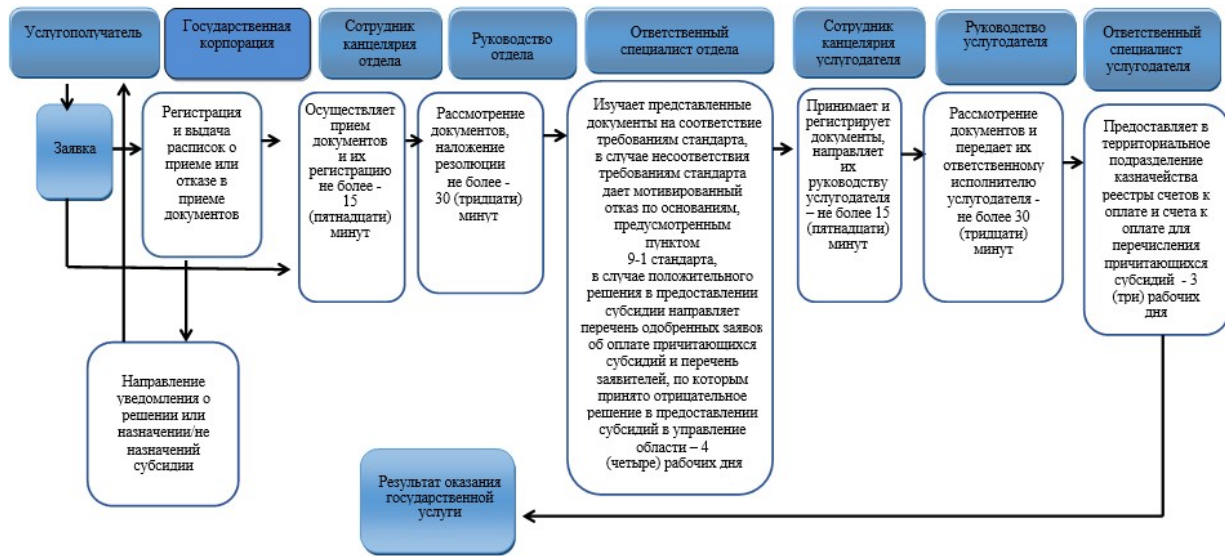 Услугополучатель
Государственная
корпорация
Сотрудник
канцелярия
отдела
Руководство
отдела
Ответственный
специалист отдела
Сотрудник
канцелярия
услугодателя
Руководство
услугодателя
Ответственный
специалист
услугодателя
Заявка
Регистрация
и выдача
расписок о
приеме или
отказе в
приеме
документов
Осуществляет
прием
документов
и их
регистрацию
не более -
15
(пятнадцати)
минут
Рассмотрение
документов,
наложение
резолюции
не более -
30 (тридцати)
минут
Изучает представленные
документы на соответствие
требованиям стандарта,
в случае несоответствия
требованиям стандарта
дает мотивированный
отказ по основаниям,
предусмотренным
пунктом
9-1 стандарта,
в случае положительного
решения в предоставлении
субсидии направляет
перечень одобренных заявок
об оплате причитающихся
субсидий и перечень
заявителей, по которым
принято отрицательное
решение в предоставлении
субсидий в управление
области – 4
(четыре) рабочих дня
Принимает и
регистрирует
документы,
направляет
их
руководству
услугодателя
– не более 15
(пятнадцати)
минут
Рассмотрение
документов и
передает их
ответственному
исполнителю
услугодателя -
не более 30
(тридцати)
минут
Предоставляет в
территориальное
подразделение
казначейства
реестры счетов к
оплате и счета к
оплате для
перечисления
причитающихся
субсидий - 3
(три) рабочих
дня
Направление
уведомления о
решении или
назначении/не
назначений
субсидии
Результат оказания
государственной
услуги